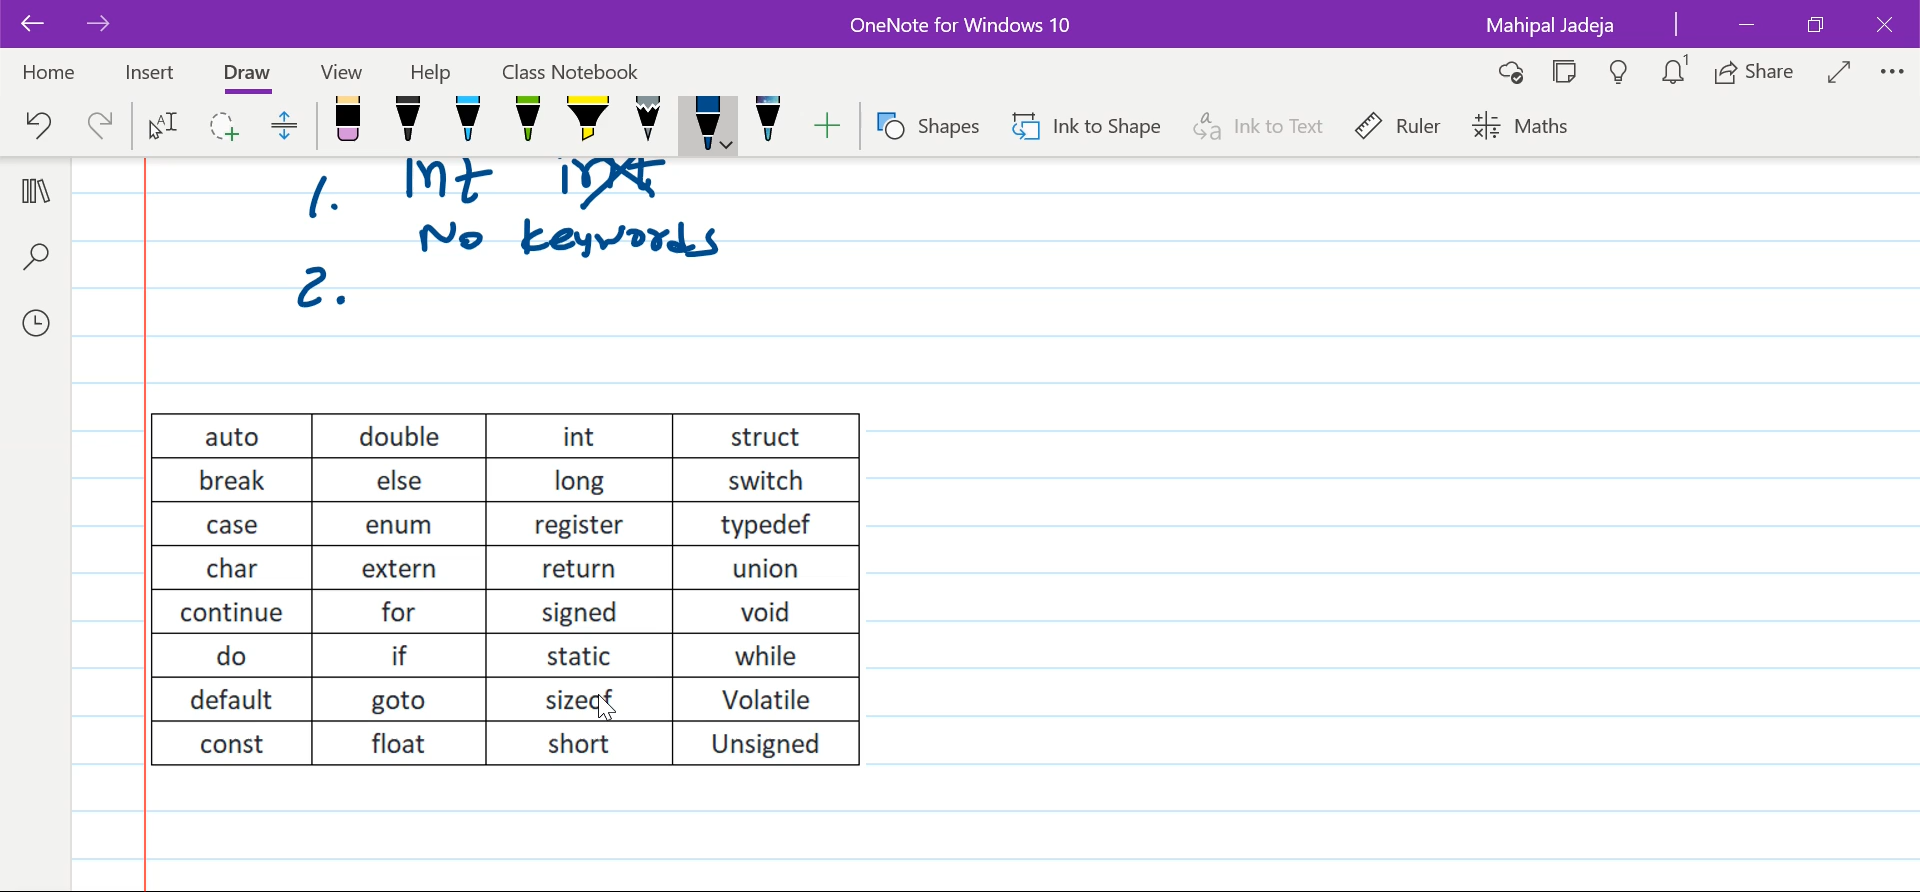 OneNote for Windows 10
Mahipal Jadeja
Home Insert Draw View Help Class Notebook
1 Share
Shapes Ink to Shape Ink to Text Ruler Maths
1. Int int
No keywords
2.
auto double int struct
break else long switch
case enum register typedef
char extern return union
continue for signed void
do if static while
default goto sizeof Volatile
const float short Unsigned